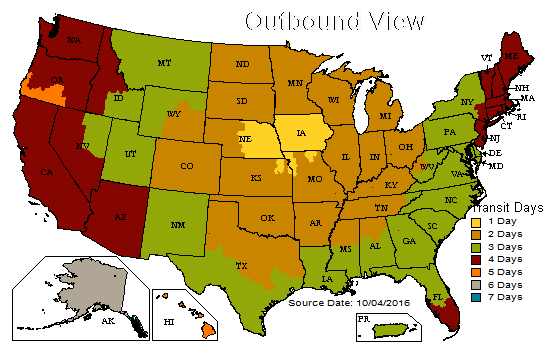 Outbound View
WA
MT
ND
MN
VT
ME
OR
ID
SD
WI
MI
NY
NH
MA
RI
CT
WY
NV
UT
NE
IA
PA
NJ
DE
MD
CA
CO
KS
MO
IL
IN
OH
WV
VA
KY
NC
AZ
NM
OK
AR
TN
SC
TX
LA
MS
AL
GA
FL
AK
HI
PR
Transit Days
1 Day
2 Days
3 Days
4 Days
5 Days
6 Days
7 Days
Source Date: 10/04/2016